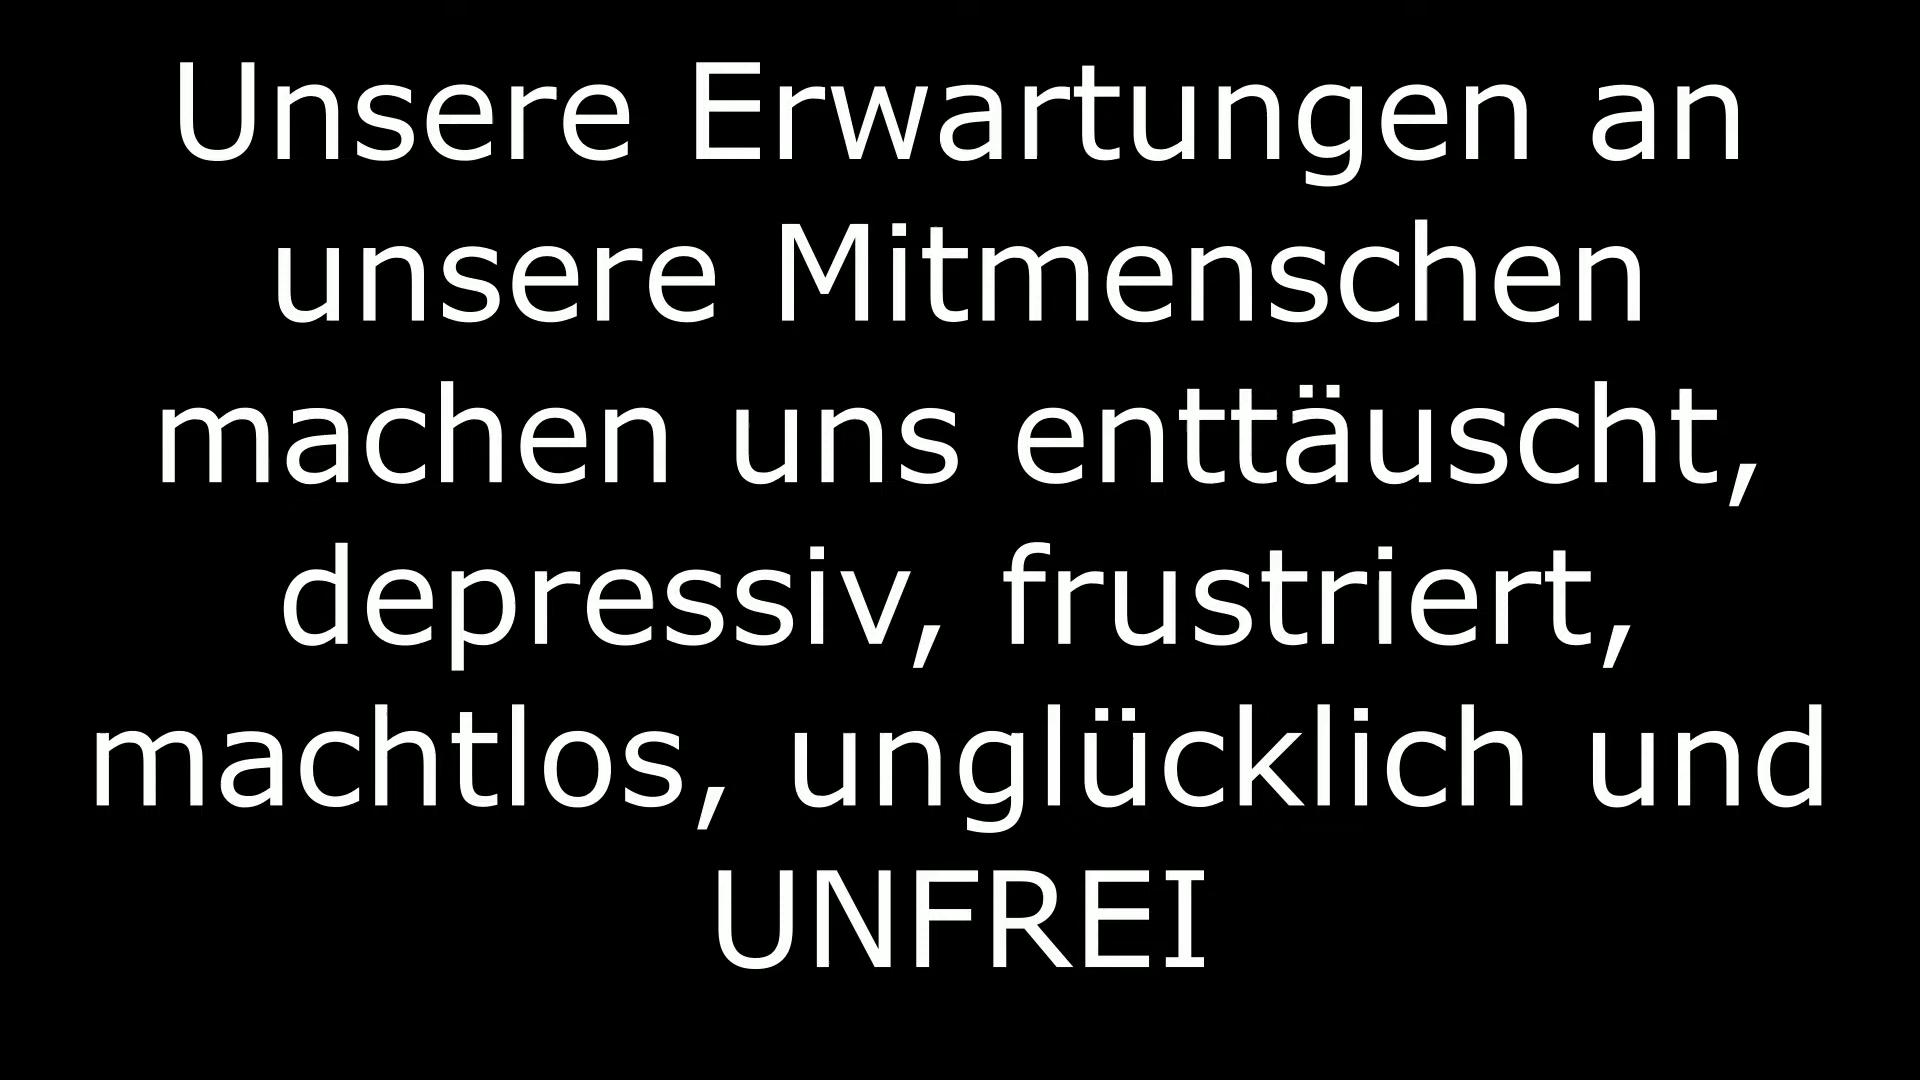 Unsere Erwartungen an
unsere Mitmenschen
machen uns enttäuscht,
depressiv, frustriert,
machtlos, unglücklich und
UNFREI